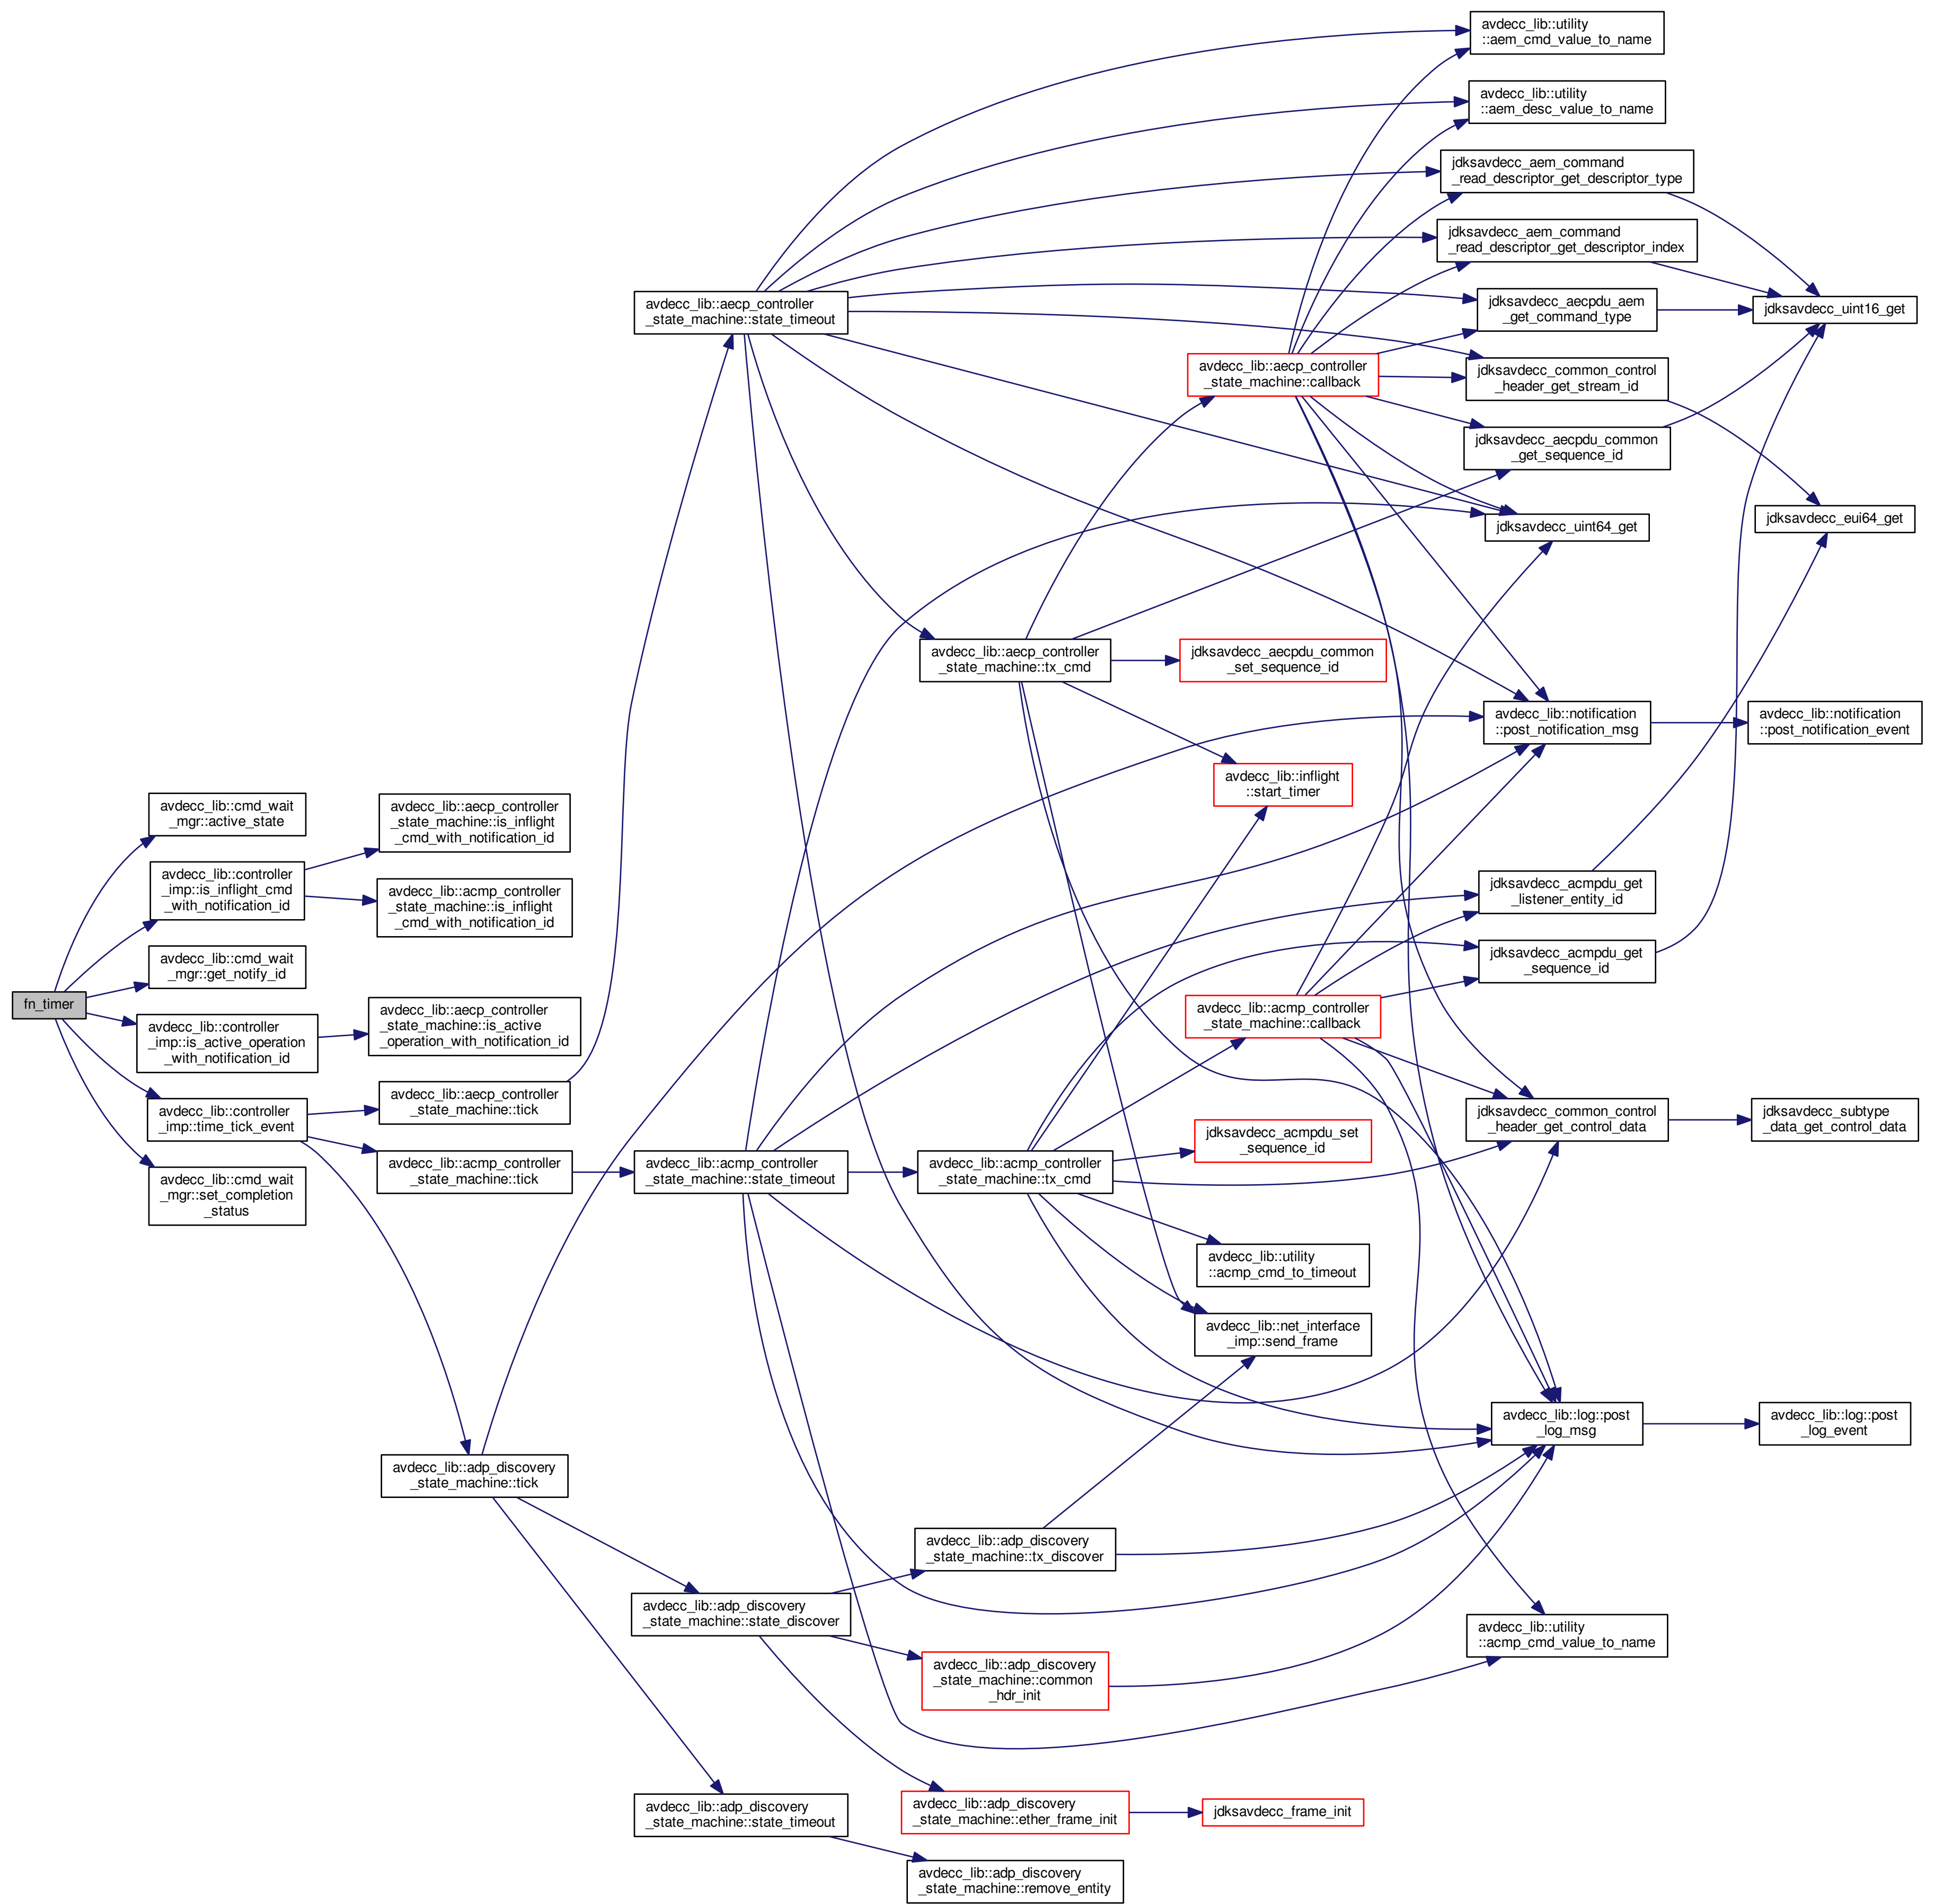 fn_timer
avdecc_lib::cmd_wait
_mgr::active_state
avdecc_lib::controller
_imp::is_inflight_cmd
_with_notification_id
avdecc_lib::cmd_wait
_mgr::get_notify_id
avdecc_lib::controller
_imp::is_active_operation
_with_notification_id
avdecc_lib::controller
_imp::time_tick_event
avdecc_lib::cmd_wait
_mgr::set_completion
_status
avdecc_lib::aecp_controller
_state_machine::is_inflight
_cmd_with_notification_id
avdecc_lib::acmp_controller
_state_machine::is_inflight
_cmd_with_notification_id
avdecc_lib::aecp_controller
_state_machine::is_active
_operation_with_notification_id
avdecc_lib::aecp_controller
_state_machine::tick
avdecc_lib::acmp_controller
_state_machine::tick
avdecc_lib::adp_discovery
_state_machine::tick
avdecc_lib::aecp_controller
_state_machine::state_timeout
avdecc_lib::acmp_controller
_state_machine::state_timeout
avdecc_lib::adp_discovery
_state_machine::state_discover
avdecc_lib::adp_discovery
_state_machine::state_timeout
avdecc_lib::aecp_controller
_state_machine::tx_cmd
avdecc_lib::acmp_controller
_state_machine::tx_cmd
avdecc_lib::adp_discovery
_state_machine::tx_discover
avdecc_lib::adp_discovery
_state_machine::common
_hdr_init
avdecc_lib::adp_discovery
_state_machine::ether_frame_init
avdecc_lib::adp_discovery
_state_machine::remove_entity
avdecc_lib::aecp_controller
_state_machine::callback
jdksavdecc_aecpdu_common
_set_sequence_id
avdecc_lib::inflight
::start_timer
avdecc_lib::acmp_controller
_state_machine::callback
jdksavdecc_acmpdu_set
_sequence_id
avdecc_lib::utility
::acmp_cmd_to_timeout
avdecc_lib::net_interface
_imp::send_frame
jdksavdecc_frame_init
avdecc_lib::utility
::aem_cmd_value_to_name
avdecc_lib::utility
::aem_desc_value_to_name
jdksavdecc_aem_command
_read_descriptor_get_descriptor_type
jdksavdecc_aem_command
_read_descriptor_get_descriptor_index
jdksavdecc_aecpdu_aem
_get_command_type
jdksavdecc_common_control
_header_get_stream_id
jdksavdecc_aecpdu_common
_get_sequence_id
jdksavdecc_uint64_get
avdecc_lib::notification
::post_notification_msg
jdksavdecc_acmpdu_get
_listener_entity_id
jdksavdecc_acmpdu_get
_sequence_id
jdksavdecc_common_control
_header_get_control_data
avdecc_lib::log::post
_log_msg
avdecc_lib::utility
::acmp_cmd_value_to_name
jdksavdecc_uint16_get
jdksavdecc_eui64_get
avdecc_lib::notification
::post_notification_event
jdksavdecc_subtype
_data_get_control_data
avdecc_lib::log::post
_log_event